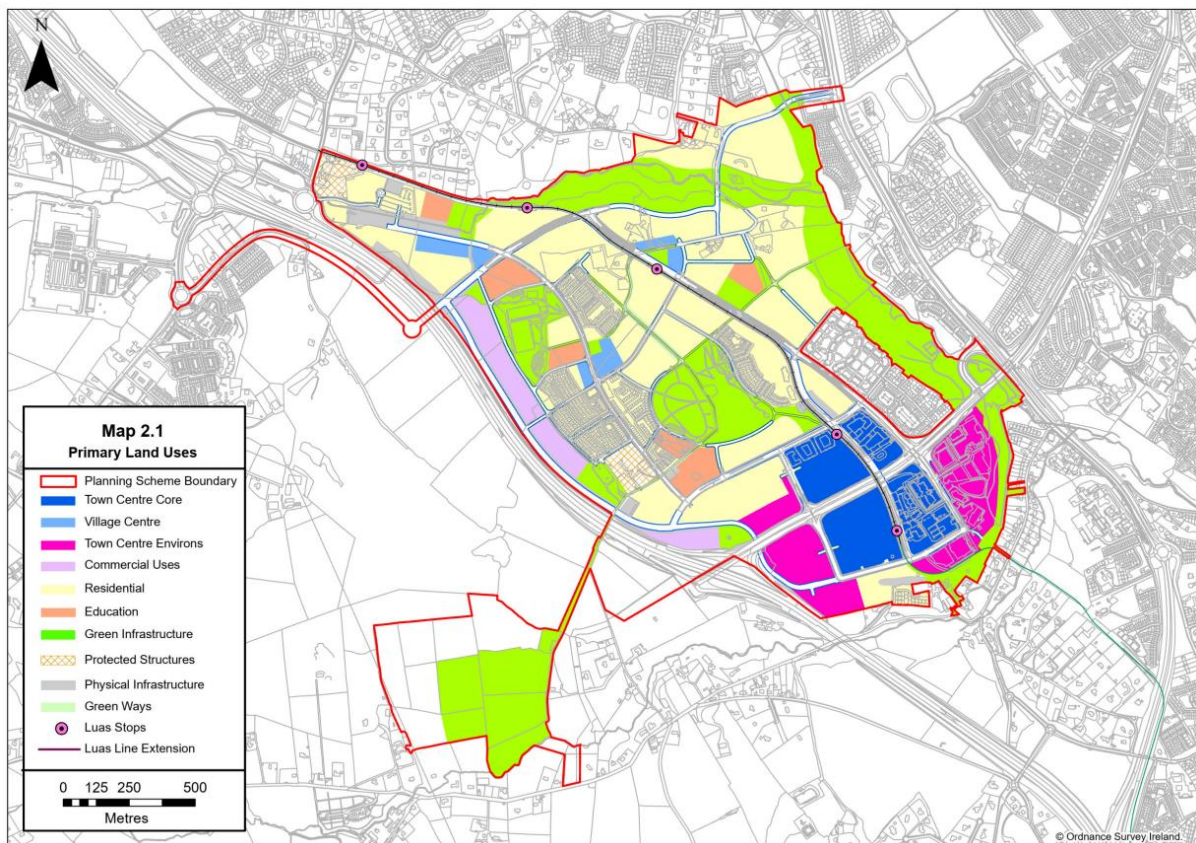 N
Map 2.1
Primary Land Uses
Planning Scheme Boundary
Town Centre Core
Village Centre
Town Centre Environs
Commercial Uses
Residential
Education
Green Infrastructure
Protected Structures
Physical Infrastructure
Green Ways
Luas Stops
Luas Line Extension
0 125 250 500
Metres
© Ordnance Survey Ireland.